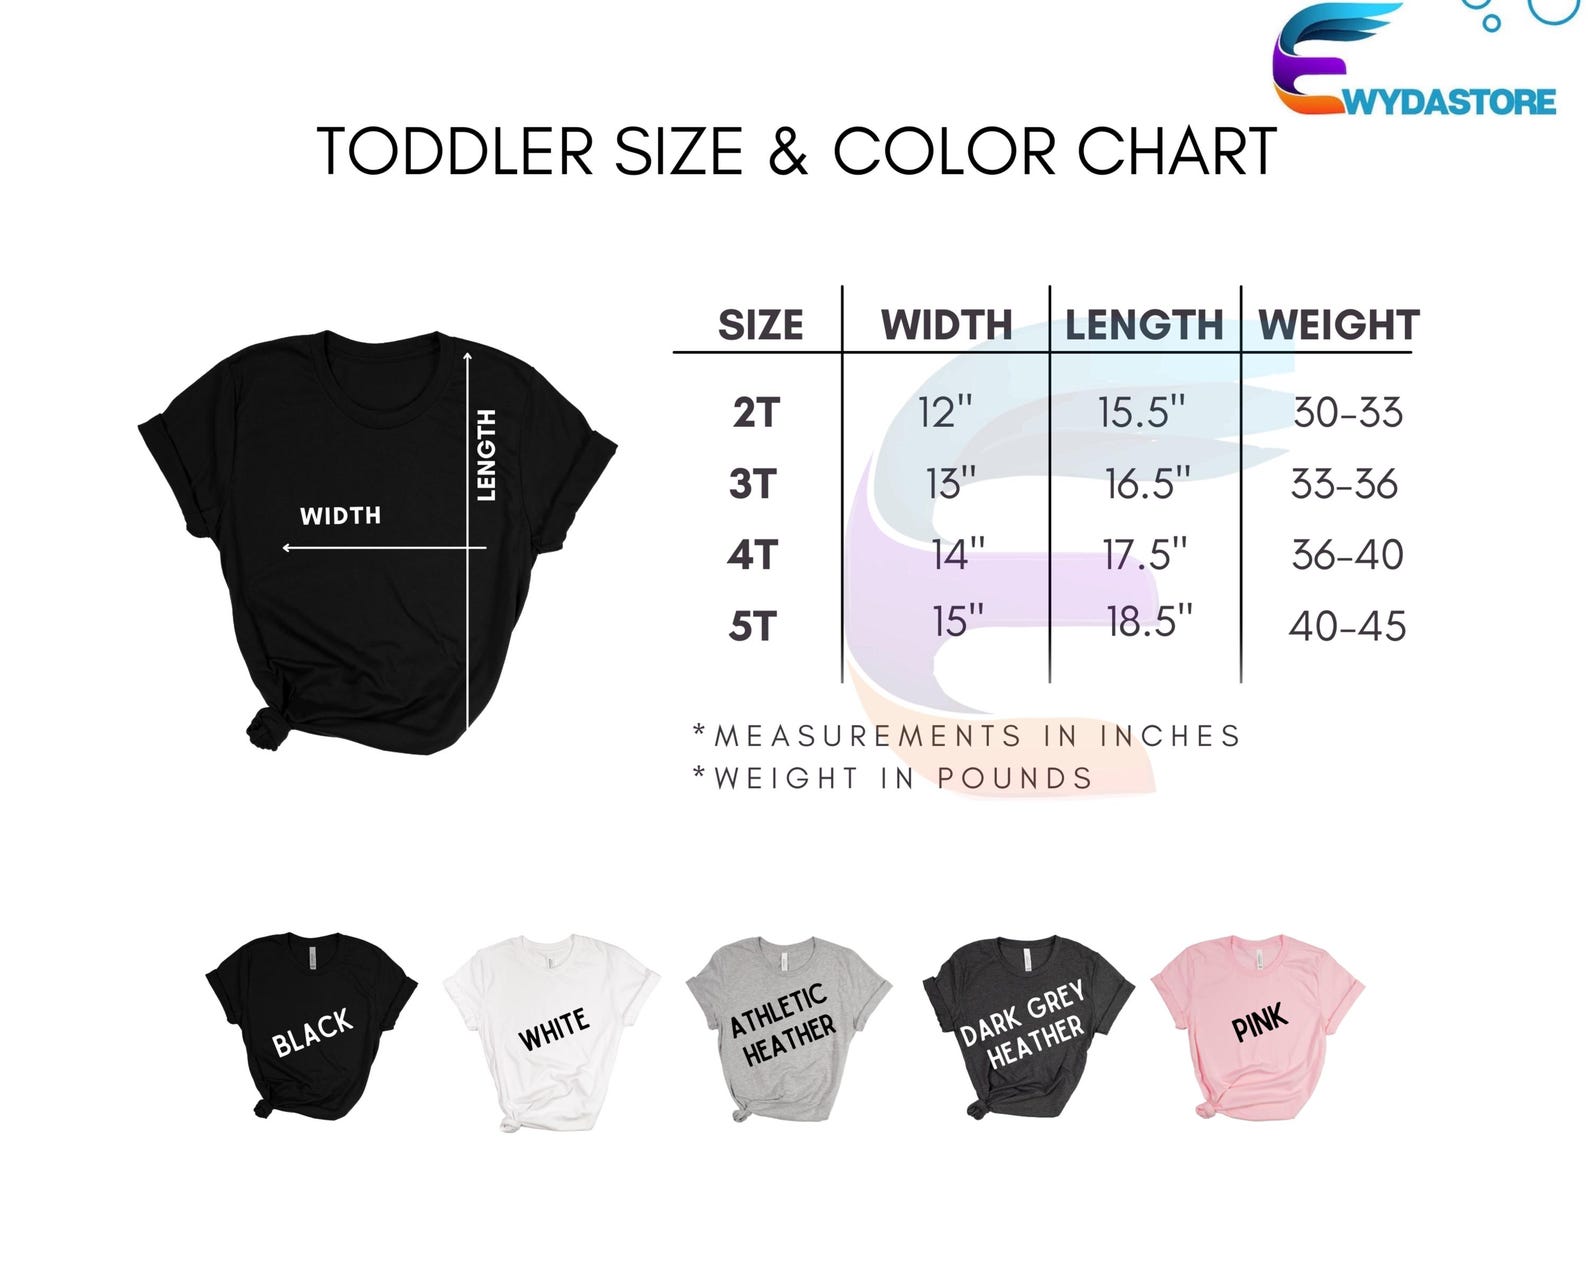 EWYDASTORE
TODDLER SIZE & COLOR CHART
SIZE WIDTH LENGTH WEIGHT
2T 12" 15.5" 30-33
3T 13" 16.5" 33-36
4T 14" 17.5" 36-40
5T 15" 18.5" 40-45
*MEASUREMENTS IN INCHES
*WEIGHT IN POUNDS
WIDTH
LENGTH
BLACK
WHITE
ATHLETIC
HEATHER
DARK GREY
HEATHER
PINK